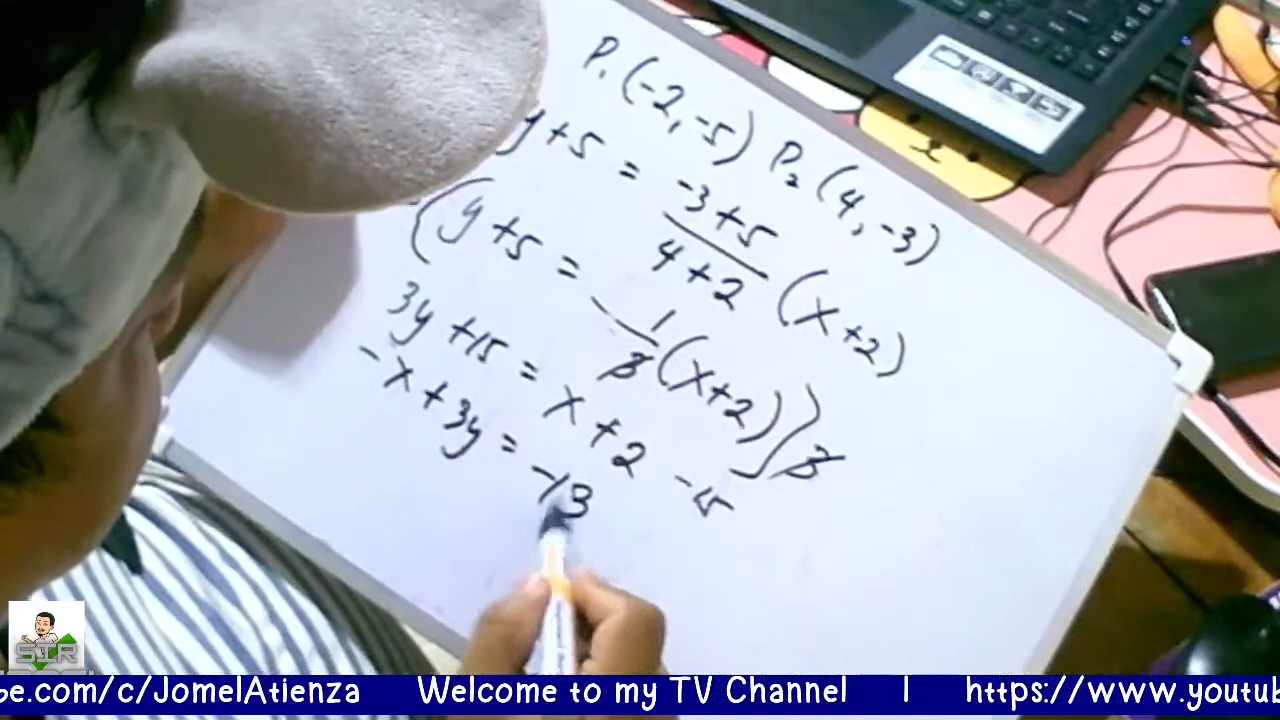 P₁(-2,-5) P₂(4,-3)
y+5 = -3+5/4+2 (x+2)
(y+5 = 1/3 (x+2))3
3y+15 = x+2 -15
-x+3y = -13
SIR
be.com/c/JomelAtienza Welcome to my TV Channel | https://www.youtub